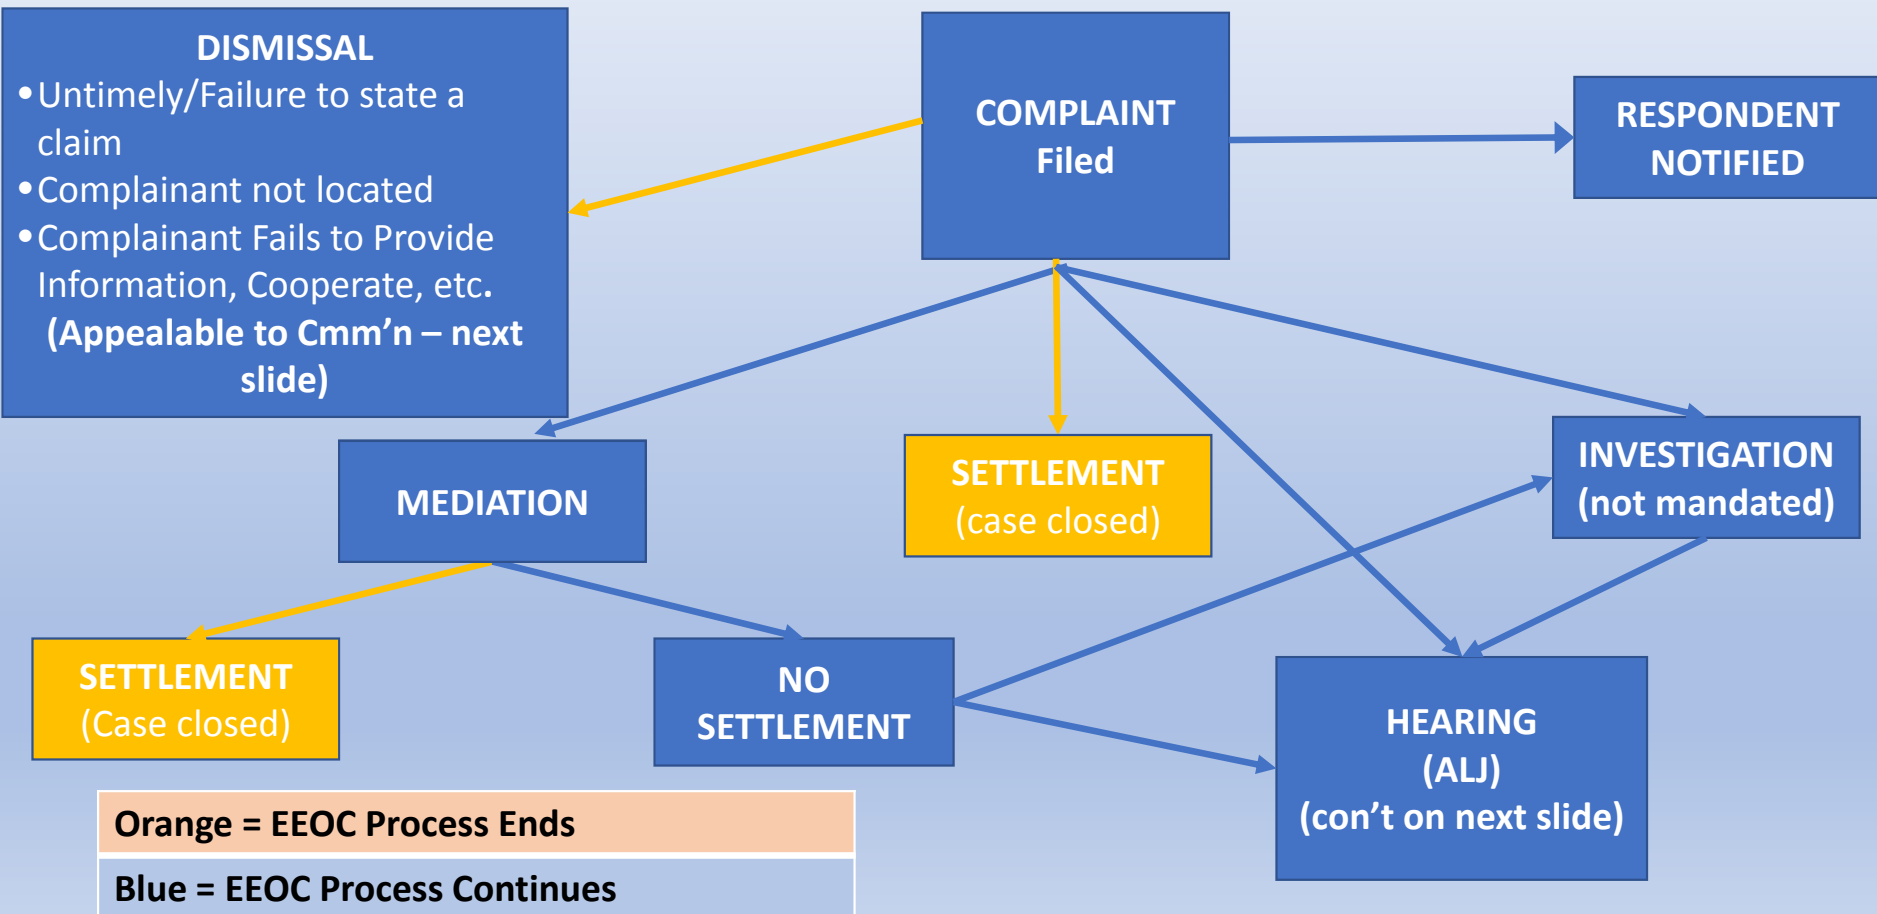 DISMISSAL
•Untimely/Failure to state a
claim
•Complainant not located
•Complainant Fails to Provide
Information, Cooperate, etc.
(Appealable to Cmm’n – next
slide)
COMPLAINT
Filed
RESPONDENT
NOTIFIED
MEDIATION
SETTLEMENT
(case closed)
INVESTIGATION
(not mandated)
SETTLEMENT
(Case closed)
NO
SETTLEMENT
HEARING
(ALJ)
(con’t on next slide)
Orange = EEOC Process Ends
Blue = EEOC Process Continues